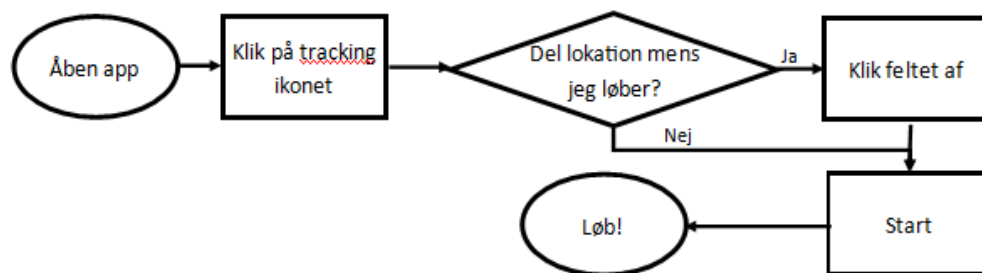 Åben app
Klik på tracking
ikonet
Del lokation mens
jeg løber?
Ja
Klik feltet af
Nej
Start
Løb!